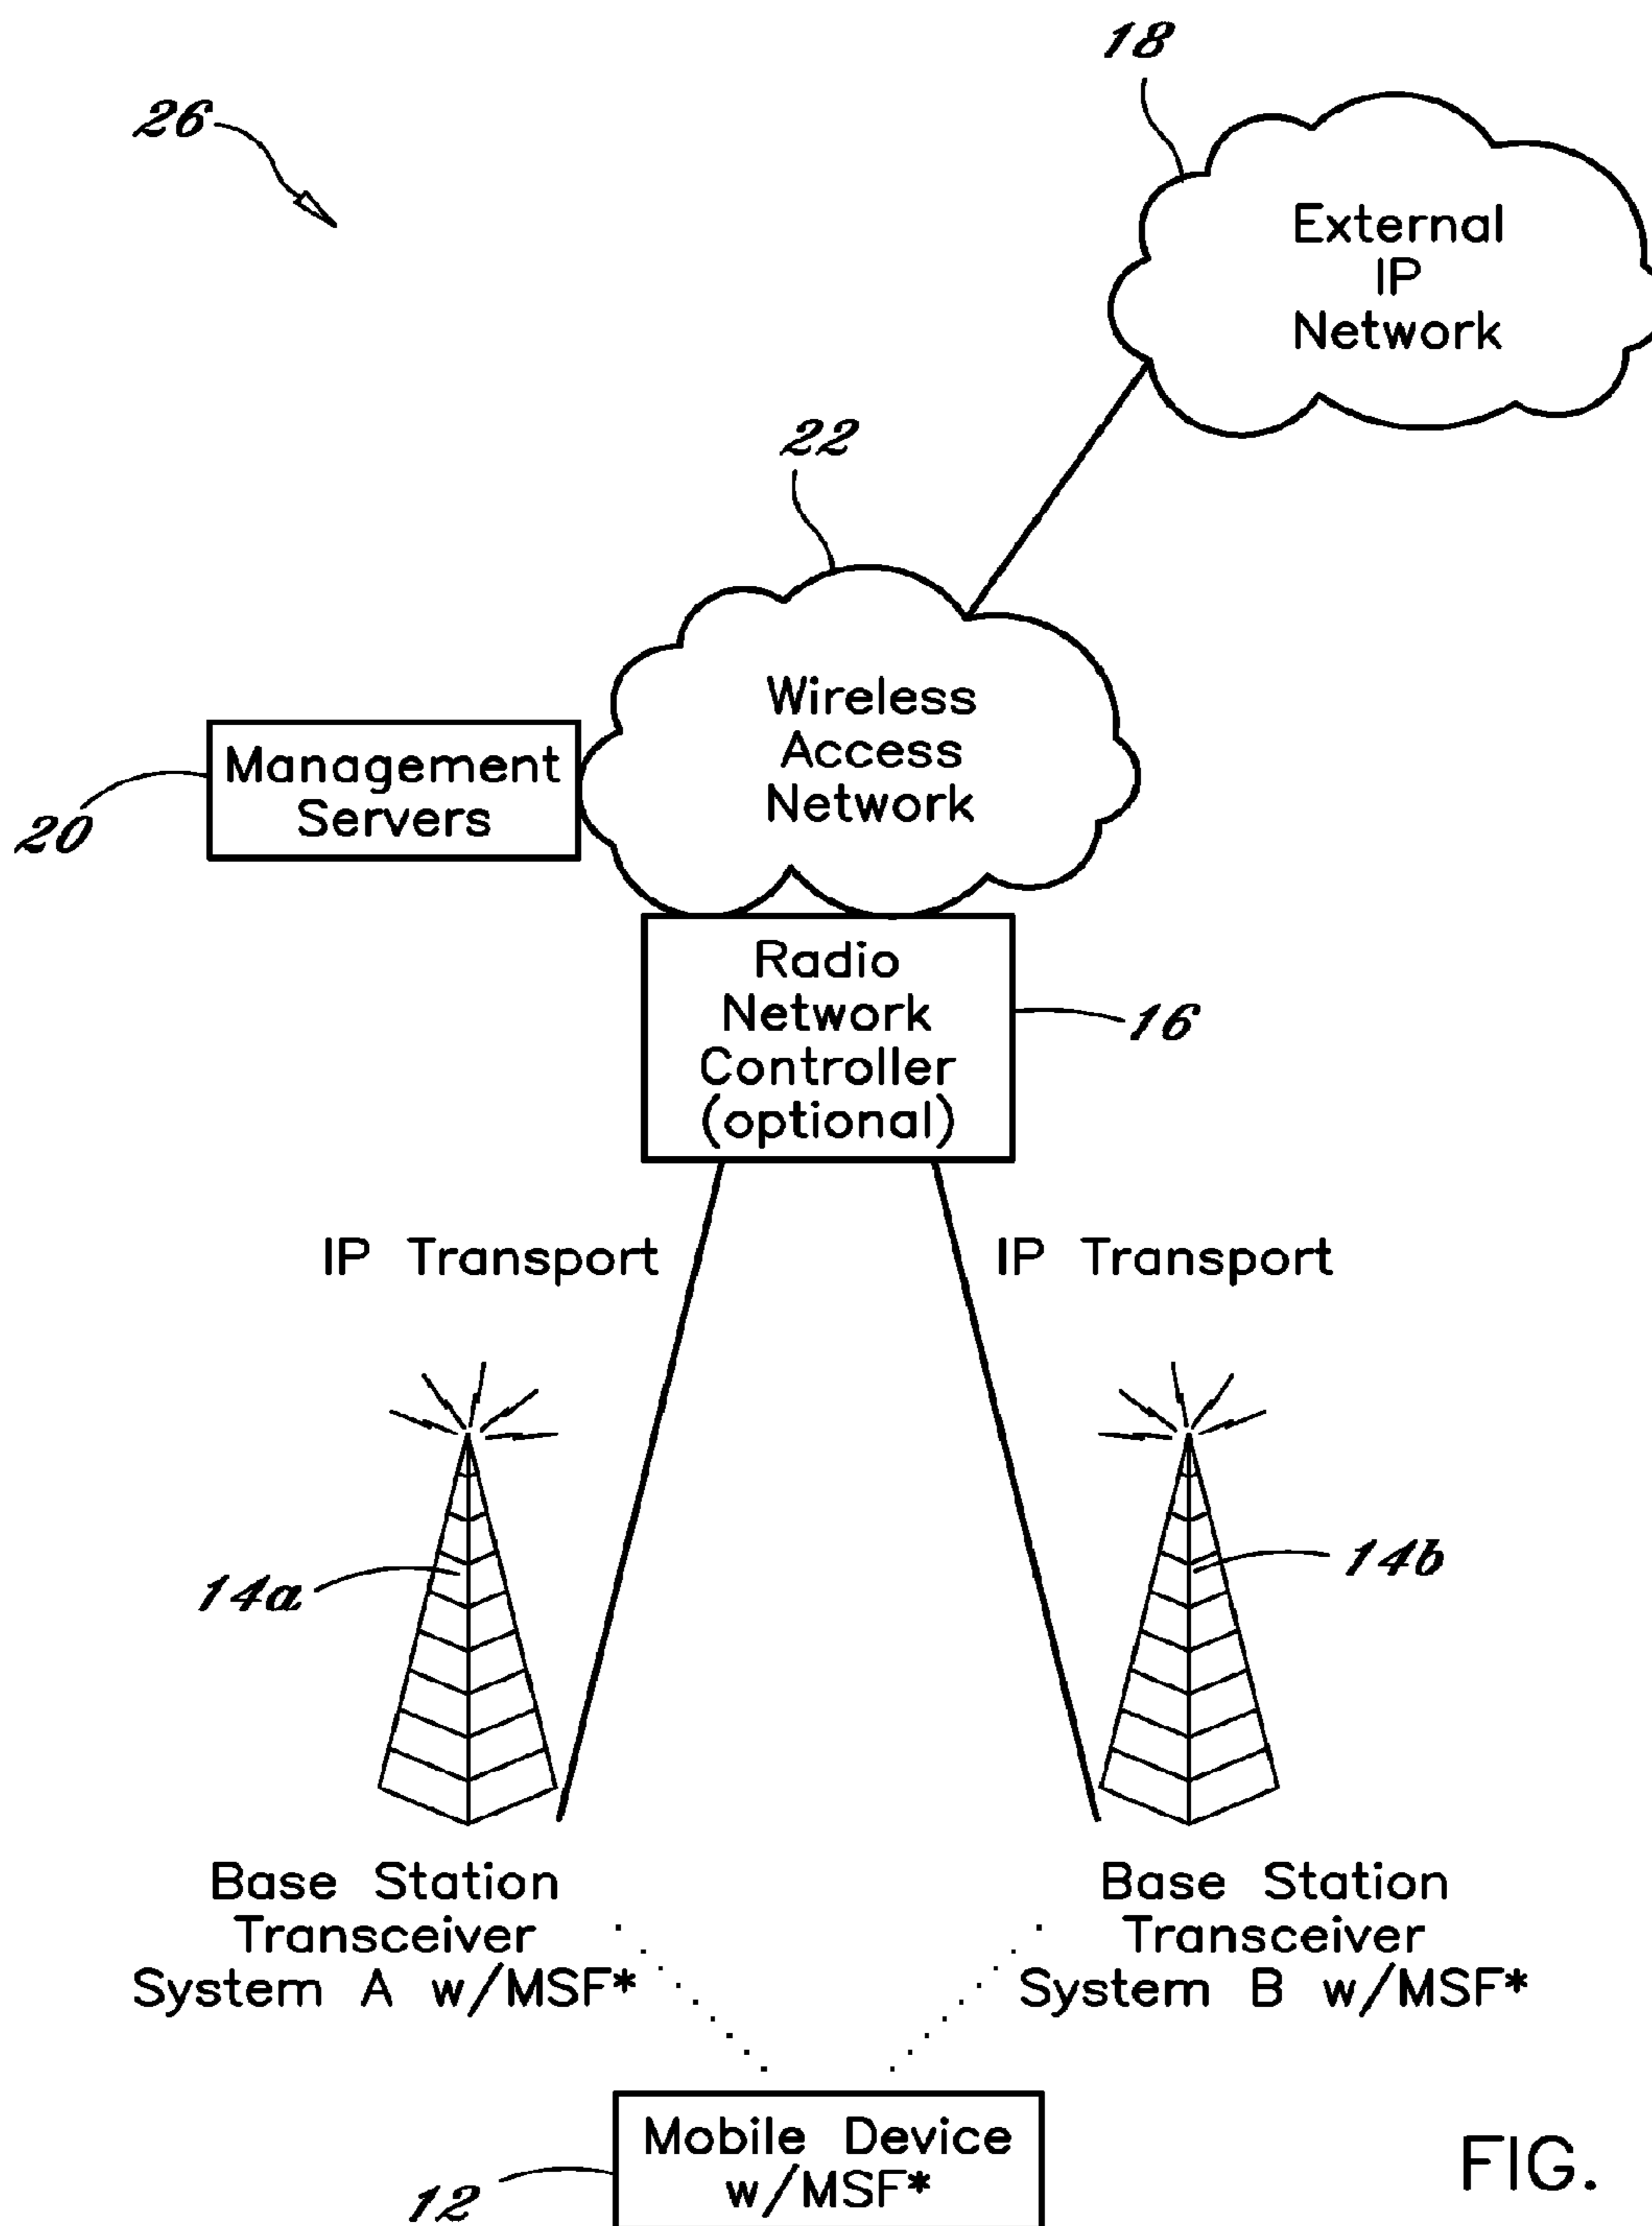 18
26
External
IP
Network
22
Wireless
Access
Network
Management
Servers
20
Radio
Network
Controller
(optional)
16
IP Transport
IP Transport
14a
14b
Base Station
Transceiver
System A w/MSF*
Base Station
Transceiver
System B w/MSF*
Mobile Device
w/MSF*
12
FIG.